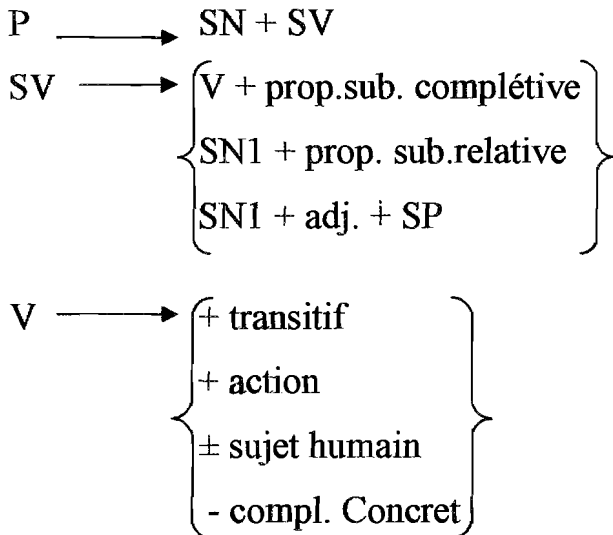 P → SN + SV
SV → V + prop.sub. complétive
SN1 + prop. sub.relative
SN1 + adj. + SP
V → + transitif
+ action
± sujet humain
- compl. Concret